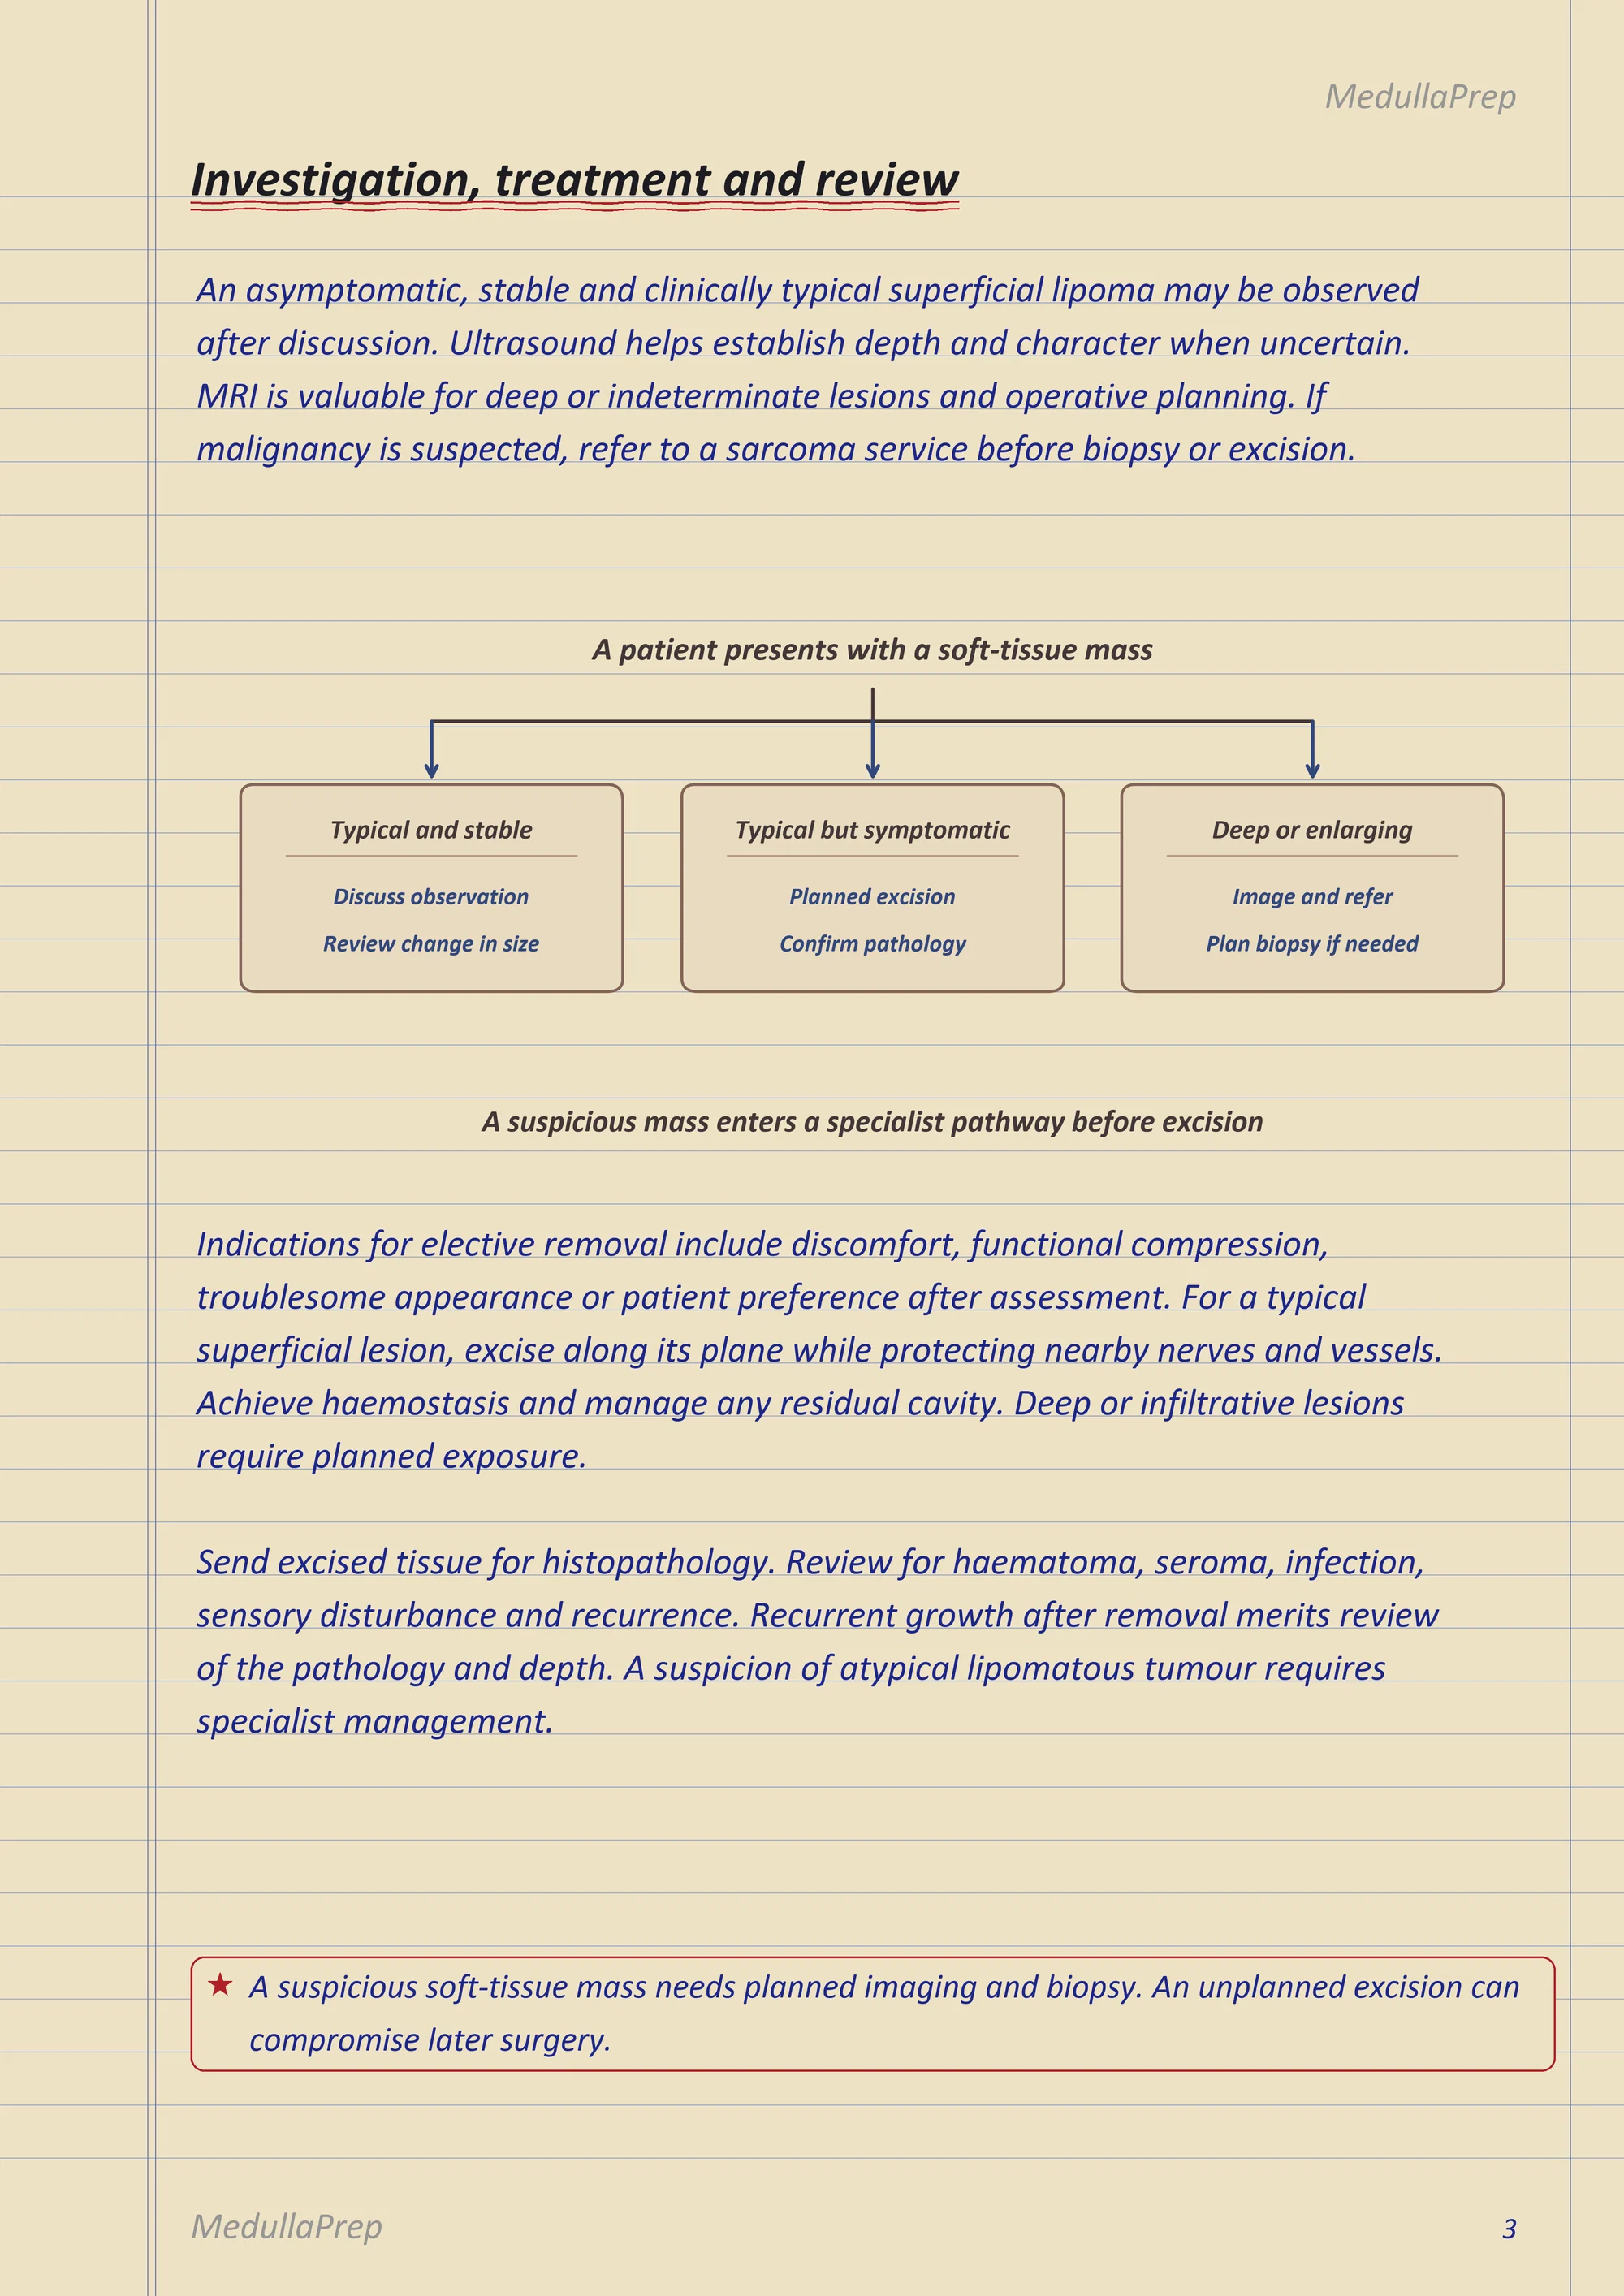 MedullaPrep
Investigation, treatment and review
An asymptomatic, stable and clinically typical superficial lipoma may be observed
after discussion. Ultrasound helps establish depth and character when uncertain.
MRI is valuable for deep or indeterminate lesions and operative planning. If
malignancy is suspected, refer to a sarcoma service before biopsy or excision.
A patient presents with a soft-tissue mass
Typical and stable
Discuss observation
Review change in size
Typical but symptomatic
Planned excision
Confirm pathology
Deep or enlarging
Image and refer
Plan biopsy if needed
A suspicious mass enters a specialist pathway before excision
Indications for elective removal include discomfort, functional compression,
troublesome appearance or patient preference after assessment. For a typical
superficial lesion, excise along its plane while protecting nearby nerves and vessels.
Achieve haemostasis and manage any residual cavity. Deep or infiltrative lesions
require planned exposure.
Send excised tissue for histopathology. Review for haematoma, seroma, infection,
sensory disturbance and recurrence. Recurrent growth after removal merits review
of the pathology and depth. A suspicion of atypical lipomatous tumour requires
specialist management.
★ A suspicious soft-tissue mass needs planned imaging and biopsy. An unplanned excision can
compromise later surgery.
MedullaPrep
3